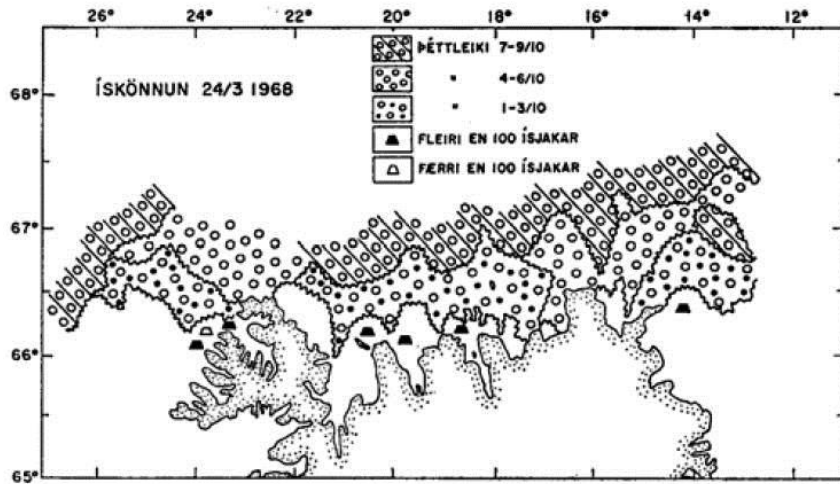 26° 24° 22° 20° 18° 16° 14° 12°
68°
67°
66°
65°
ÍSKÖNNUN 24/3 1968
ÞÉTTLEIKI 7-9/10
" 4-6/10
" 1-3/10
FLEIRI EN 100 ÍSJAKAR
FÆRRI EN 100 ÍSJAKAR